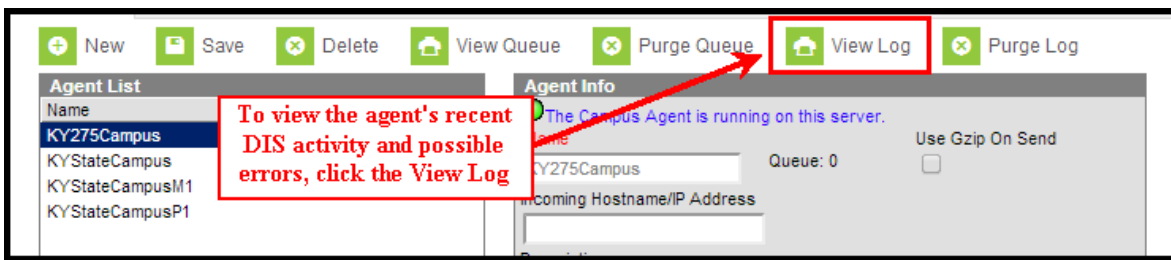 New Save Delete View Queue Purge Queue View Log Purge Log
Agent List
Name
KY275Campus
KYStateCampus
KYStateCampusM1
KYStateCampusP1
To view the agent's recent
DIS activity and possible
errors, click the View Log
Agent Info
The Campus Agent is running on this server.
Name
Use Gzip On Send
KY275Campus
Queue: 0
Incoming Hostname/IP Address